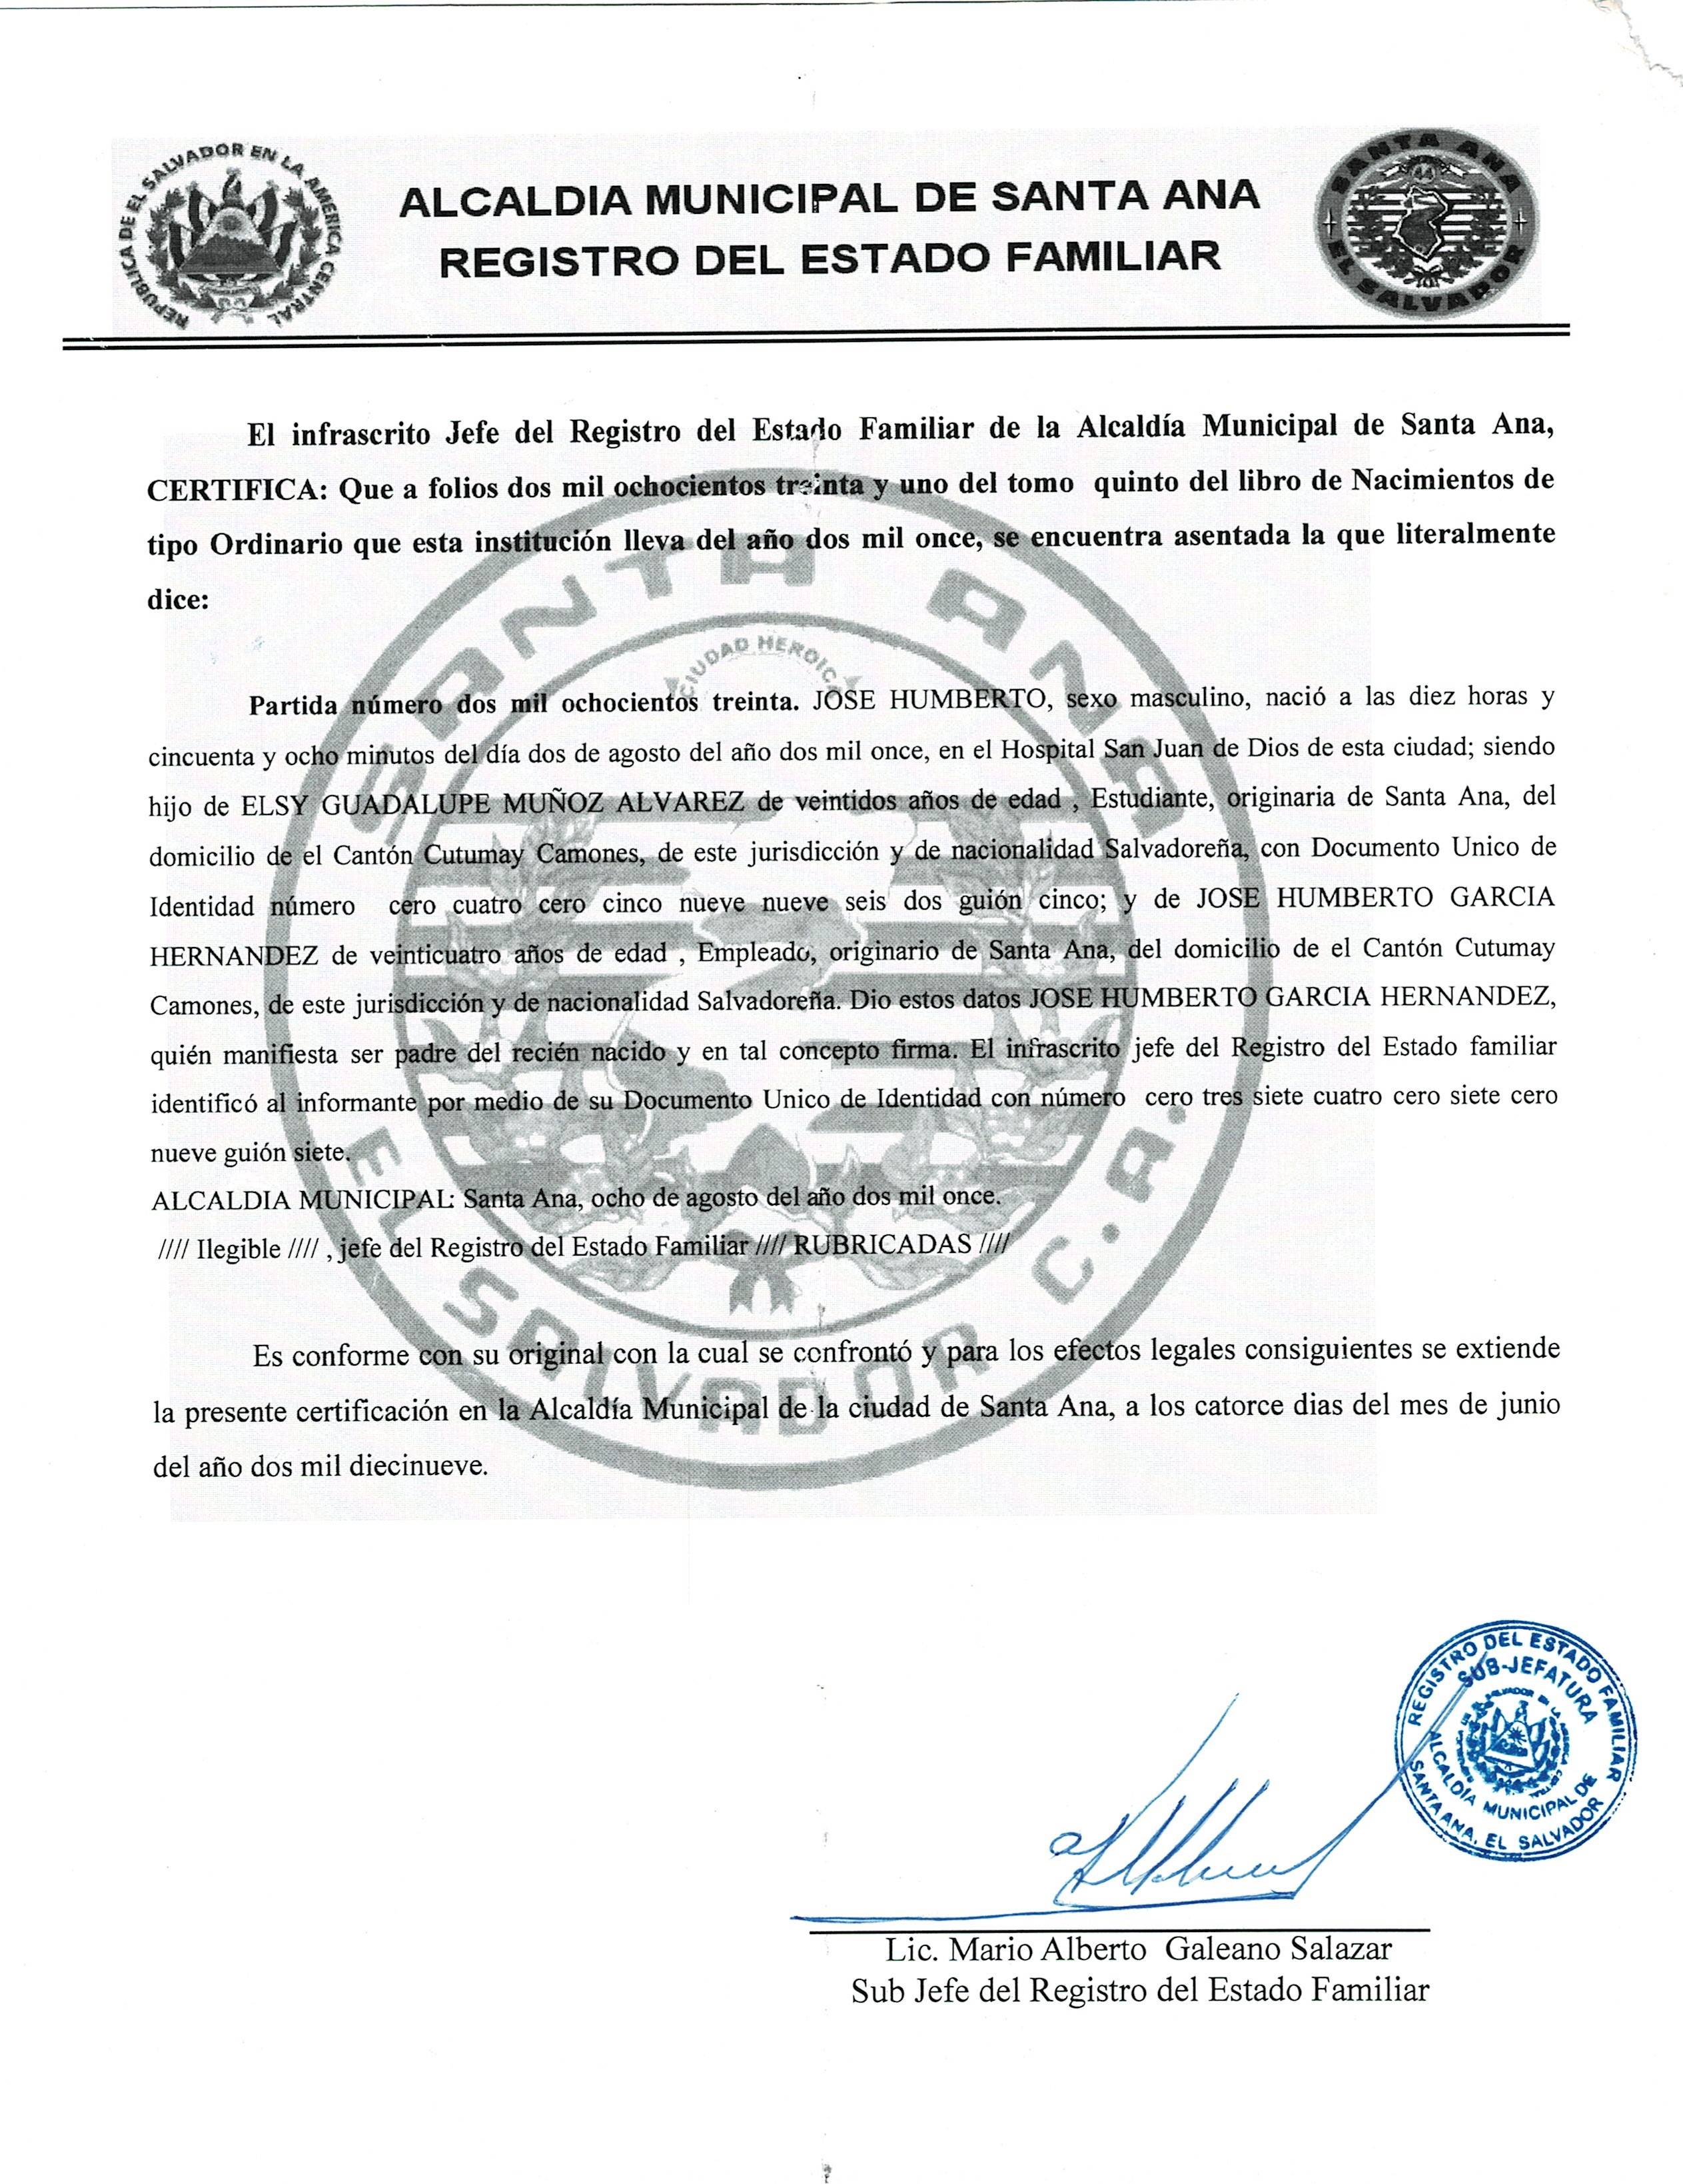 REPUBLICA DE EL SALVADOR EN LA AMERICA CENTRAL
ALCALDIA MUNICIPAL DE SANTA ANA
REGISTRO DEL ESTADO FAMILIAR
SANTA ANA
44
EL SALVADOR
El infrascrito Jefe del Registro del Estado Familiar de la Alcaldía Municipal de Santa Ana,
CERTIFICA: Que a folios dos mil ochocientos treinta y uno del tomo quinto del libro de Nacimientos de
tipo Ordinario que esta institución lleva del año dos mil once, se encuentra asentada la que literalmente
dice:
SANTA ANA
CIUDAD HEROICA
Partida número dos mil ochocientos treinta. JOSE HUMBERTO, sexo masculino, nació a las diez horas y
cincuenta y ocho minutos del día dos de agosto del año dos mil once, en el Hospital San Juan de Dios de esta ciudad; siendo
hijo de ELSY GUADALUPE MUÑOZ ALVAREZ de veintidos años de edad , Estudiante, originaria de Santa Ana, del
domicilio de el Cantón Cutumay Camones, de este jurisdicción y de nacionalidad Salvadoreña, con Documento Unico de
Identidad número cero cuatro cero cinco nueve nueve seis dos guión cinco; y de JOSE HUMBERTO GARCIA
HERNANDEZ de veinticuatro años de edad , Empleado, originario de Santa Ana, del domicilio de el Cantón Cutumay
Camones, de este jurisdicción y de nacionalidad Salvadoreña. Dio estos datos JOSE HUMBERTO GARCIA HERNANDEZ,
quién manifiesta ser padre del recién nacido y en tal concepto firma. El infrascrito jefe del Registro del Estado familiar
identificó al informante por medio de su Documento Unico de Identidad con número cero tres siete cuatro cero siete cero
nueve guión siete.
ALCALDIA MUNICIPAL: Santa Ana, ocho de agosto del año dos mil once.
//// Ilegible //// , jefe del Registro del Estado Familiar //// RUBRICADAS ////
EL SALVADOR C.A.
Es conforme con su original con la cual se confrontó y para los efectos legales consiguientes se extiende
la presente certificación en la Alcaldía Municipal de la ciudad de Santa Ana, a los catorce dias del mes de junio
del año dos mil diecinueve.
REGISTRO DEL ESTADO FAMILIAR
SUB-JEFATURA
ALCALDÍA MUNICIPAL DE
SANTA ANA, EL SALVADOR
Lic. Mario Alberto Galeano Salazar
Sub Jefe del Registro del Estado Familiar